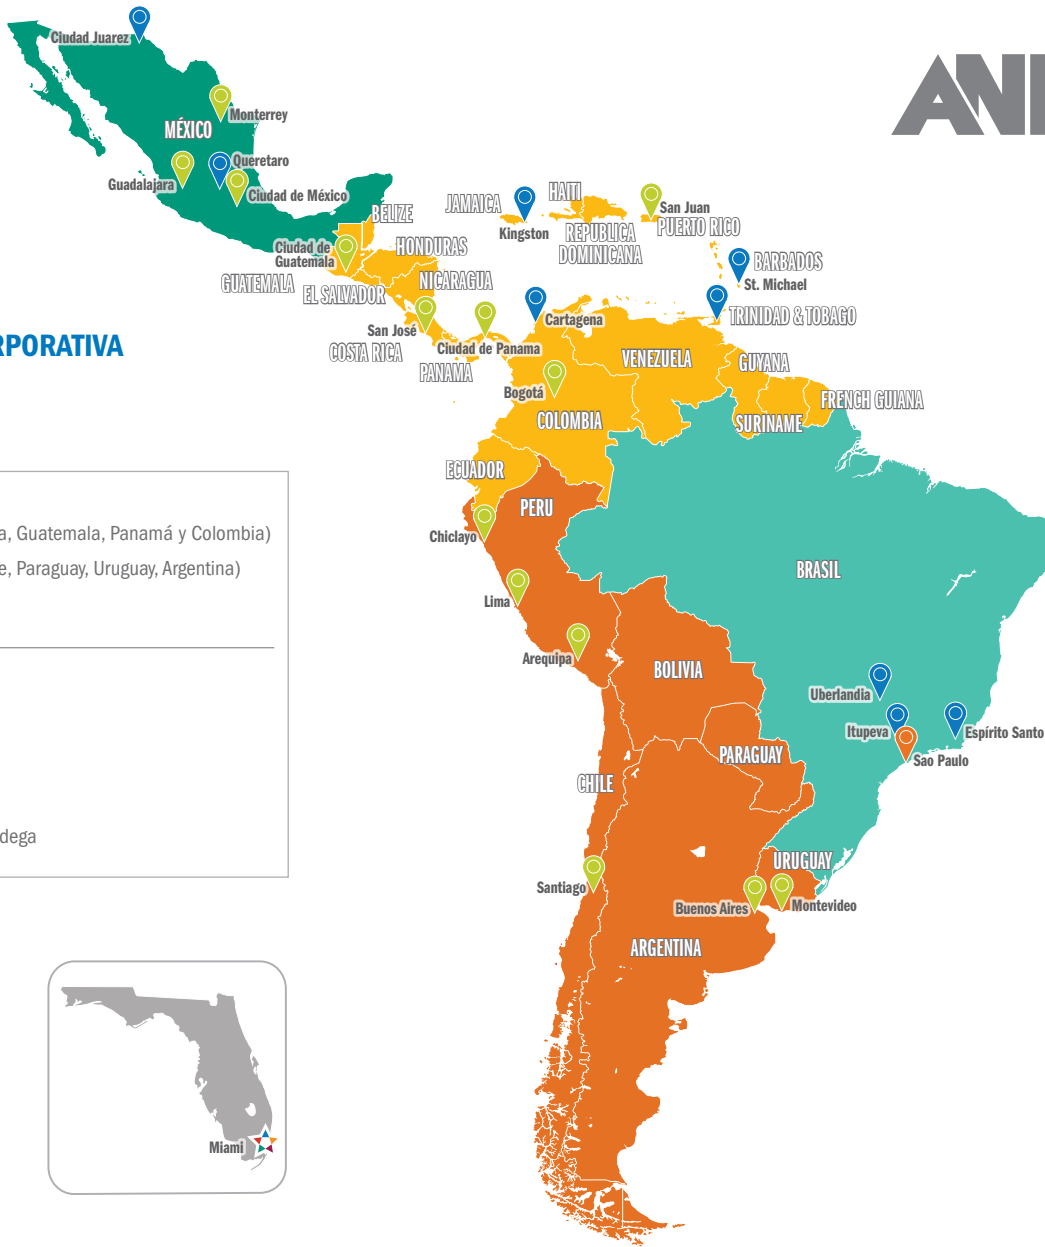 Ciudad Juarez
ANI
Monterrey
MÉXICO
Queretaro
Guadalajara
Ciudad de México
HAITI
JAMAICA
San Juan
BELIZE
Kingston
REPUBLICA
DOMINICANA
PUERTO RICO
Ciudad de
Guatemala
HONDURAS
BARBADOS
GUATEMALA
NICARAGUA
St. Michael
EL SALVADOR
TRINIDAD & TOBAGO
Cartagena
San José
RPORATIVA
COSTA RICA
Ciudad de Panama
VENEZUELA
GUYANA
PANAMA
Bogotá
FRENCH GUIANA
COLOMBIA
SURINAME
ECUADOR
PERU
a, Guatemala, Panamá y Colombia)
Chiclayo
e, Paraguay, Uruguay, Argentina)
BRASIL
Lima
Arequipa
BOLIVIA
Uberlandia
Itupeva
Espírito Santo
PARAGUAY
Sao Paulo
CHILE
dega
URUGUAY
Santiago
Buenos Aires
Montevideo
ARGENTINA
Miami